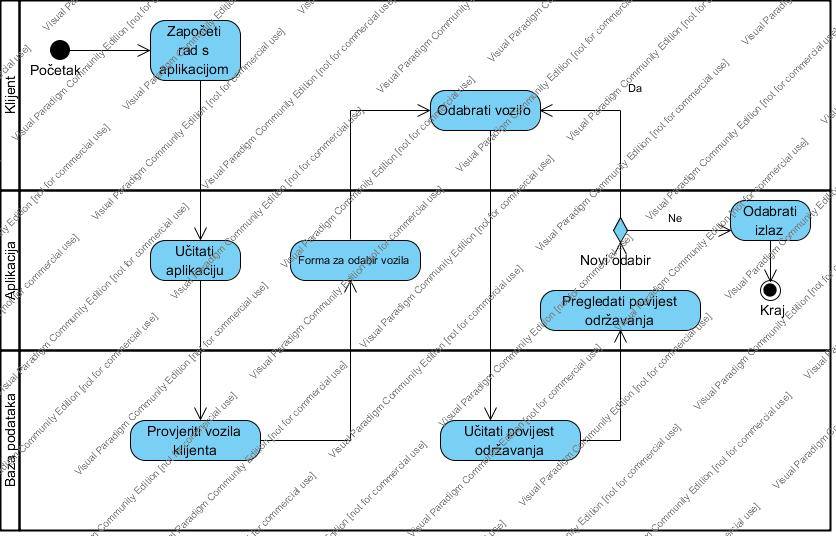 Klijent
Početak
Započeti
rad s
aplikacijom
Odabrati vozilo
Da
Aplikacija
Učitati
aplikaciju
Forma za odabir vozila
Novi odabir
Ne
Odabrati
izlaz
Pregledati povijest
održavanja
Kraj
Baza podataka
Provjeriti vozila
klijenta
Učitati povijest
održavanja
Visual Paradigm Community Edition [not for commercial use]